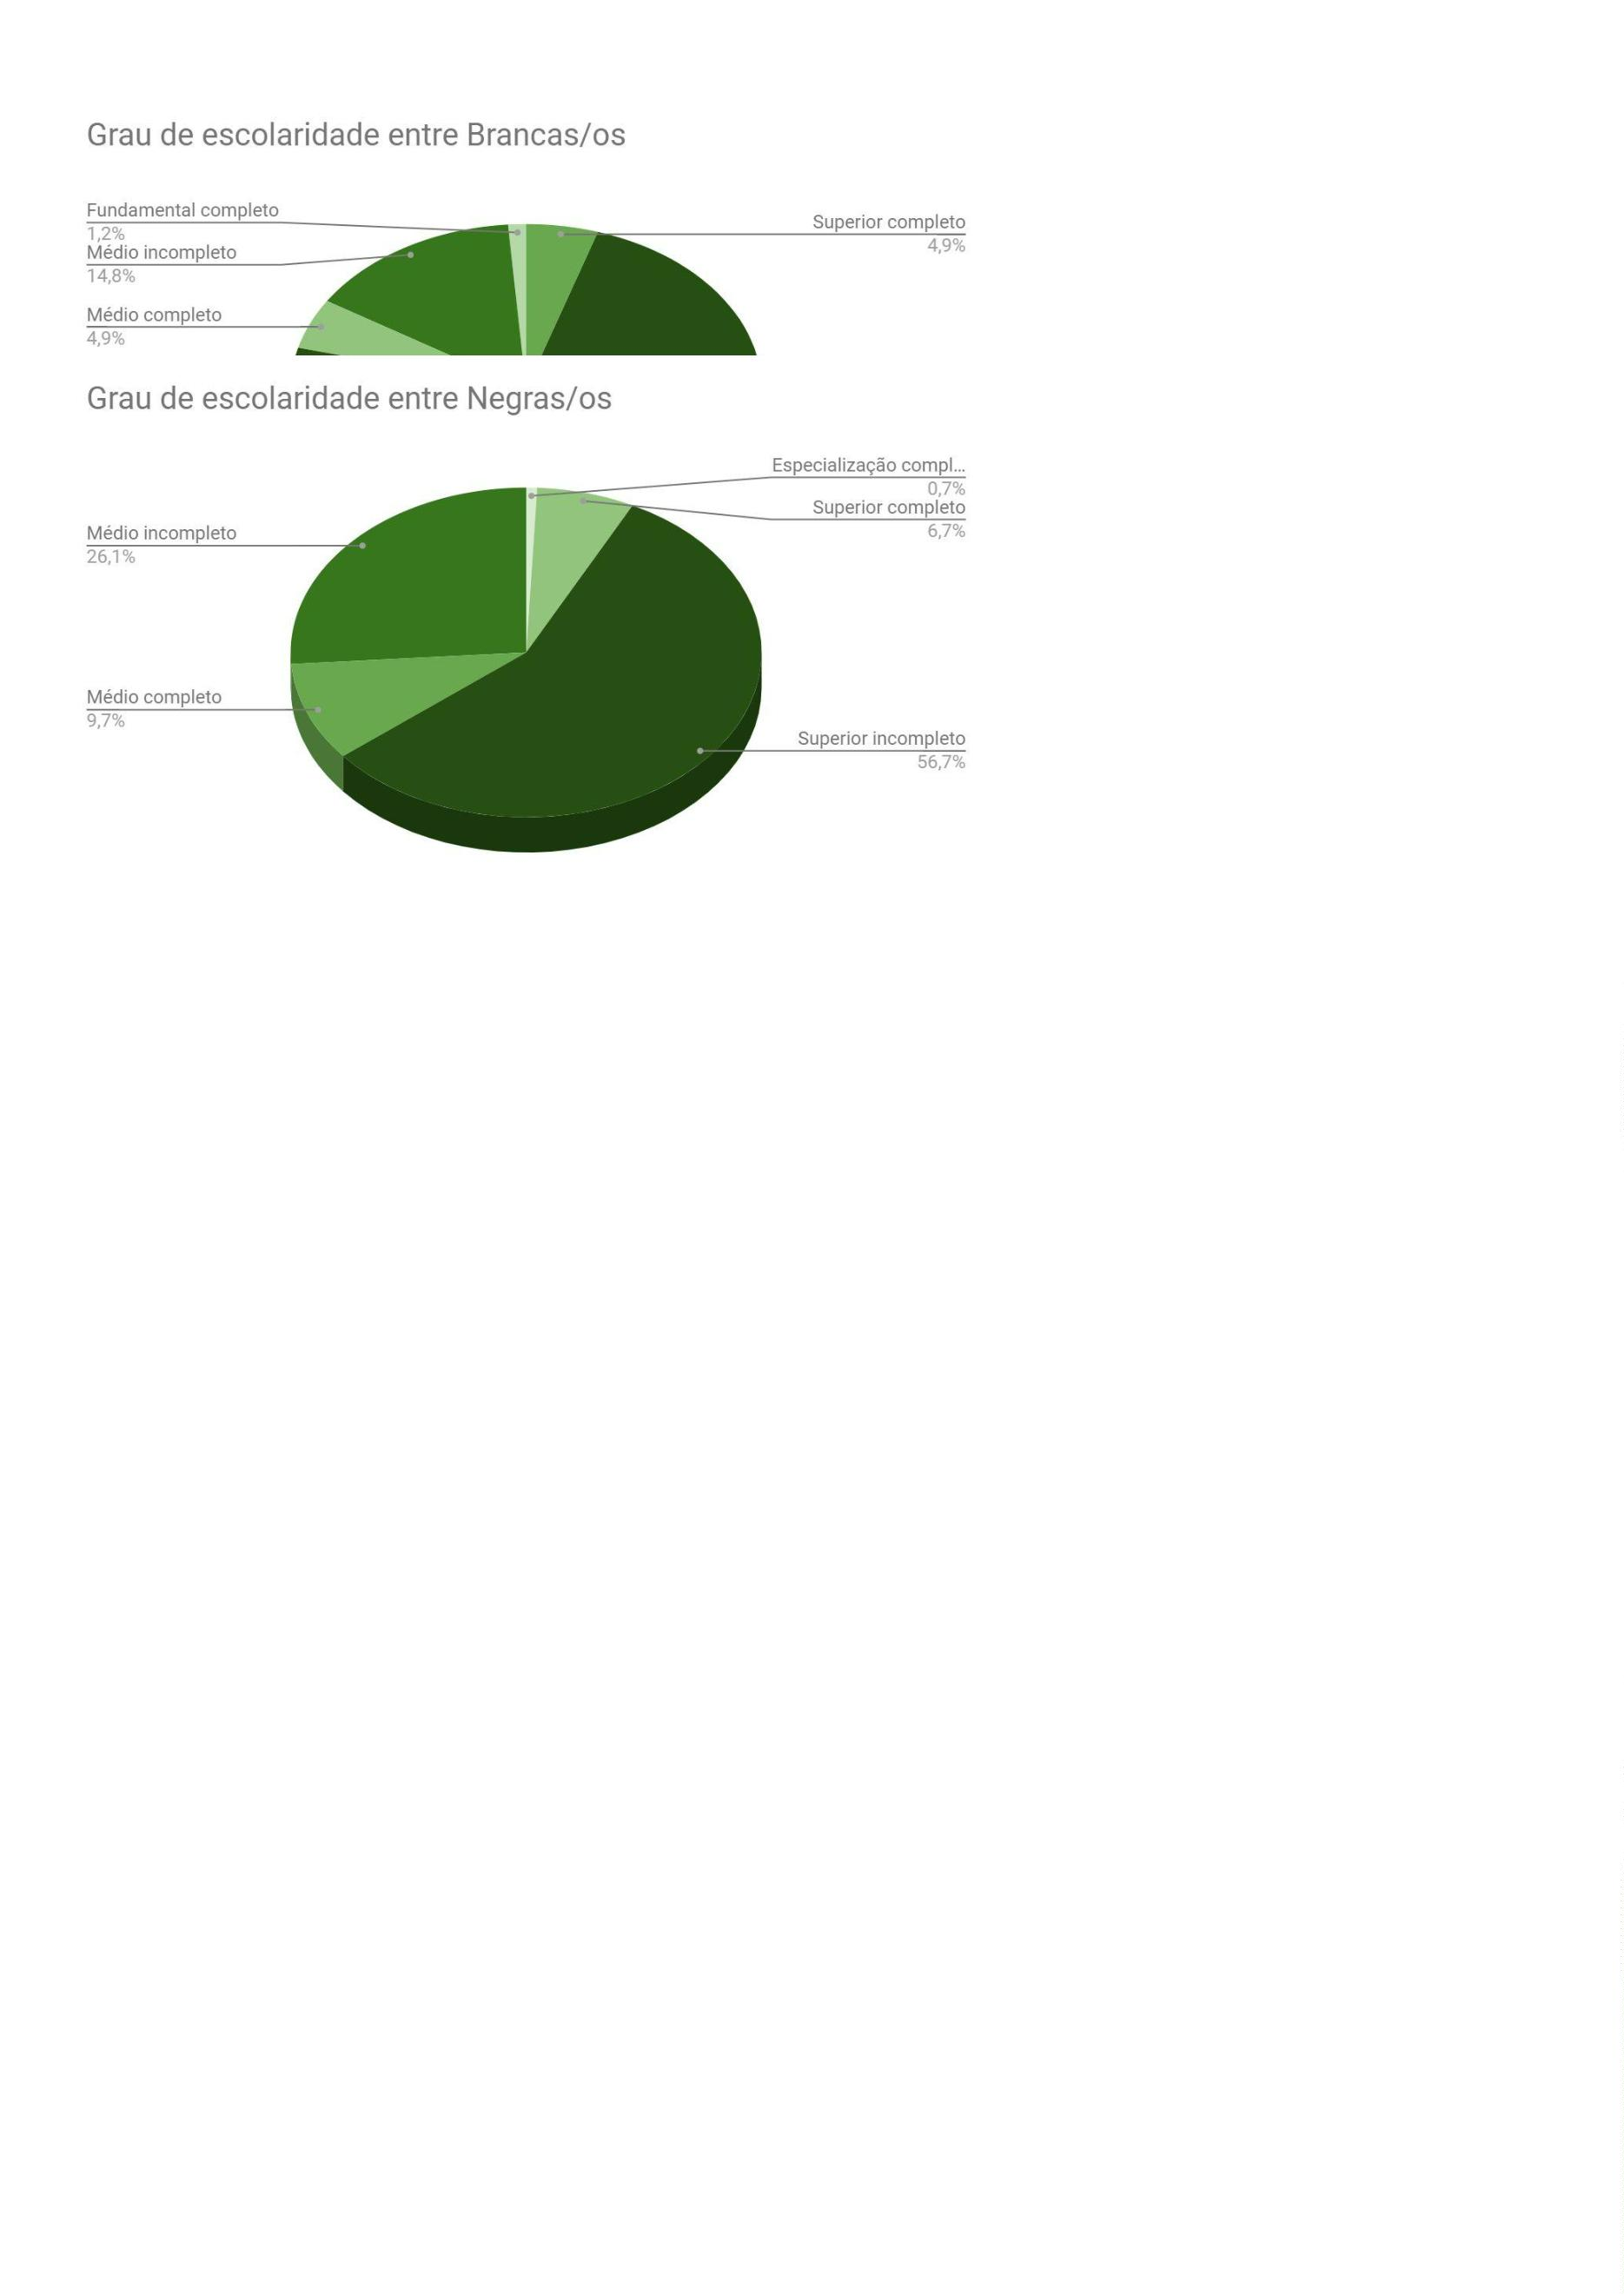 Grau de escolaridade entre Brancas/os
Fundamental completo
1,2%
Médio incompleto
14,8%
Médio completo
4,9%
Superior completo
4,9%
Grau de escolaridade entre Negras/os
Especialização compl...
0,7%
Superior completo
6,7%
Médio incompleto
26,1%
Médio completo
9,7%
Superior incompleto
56,7%